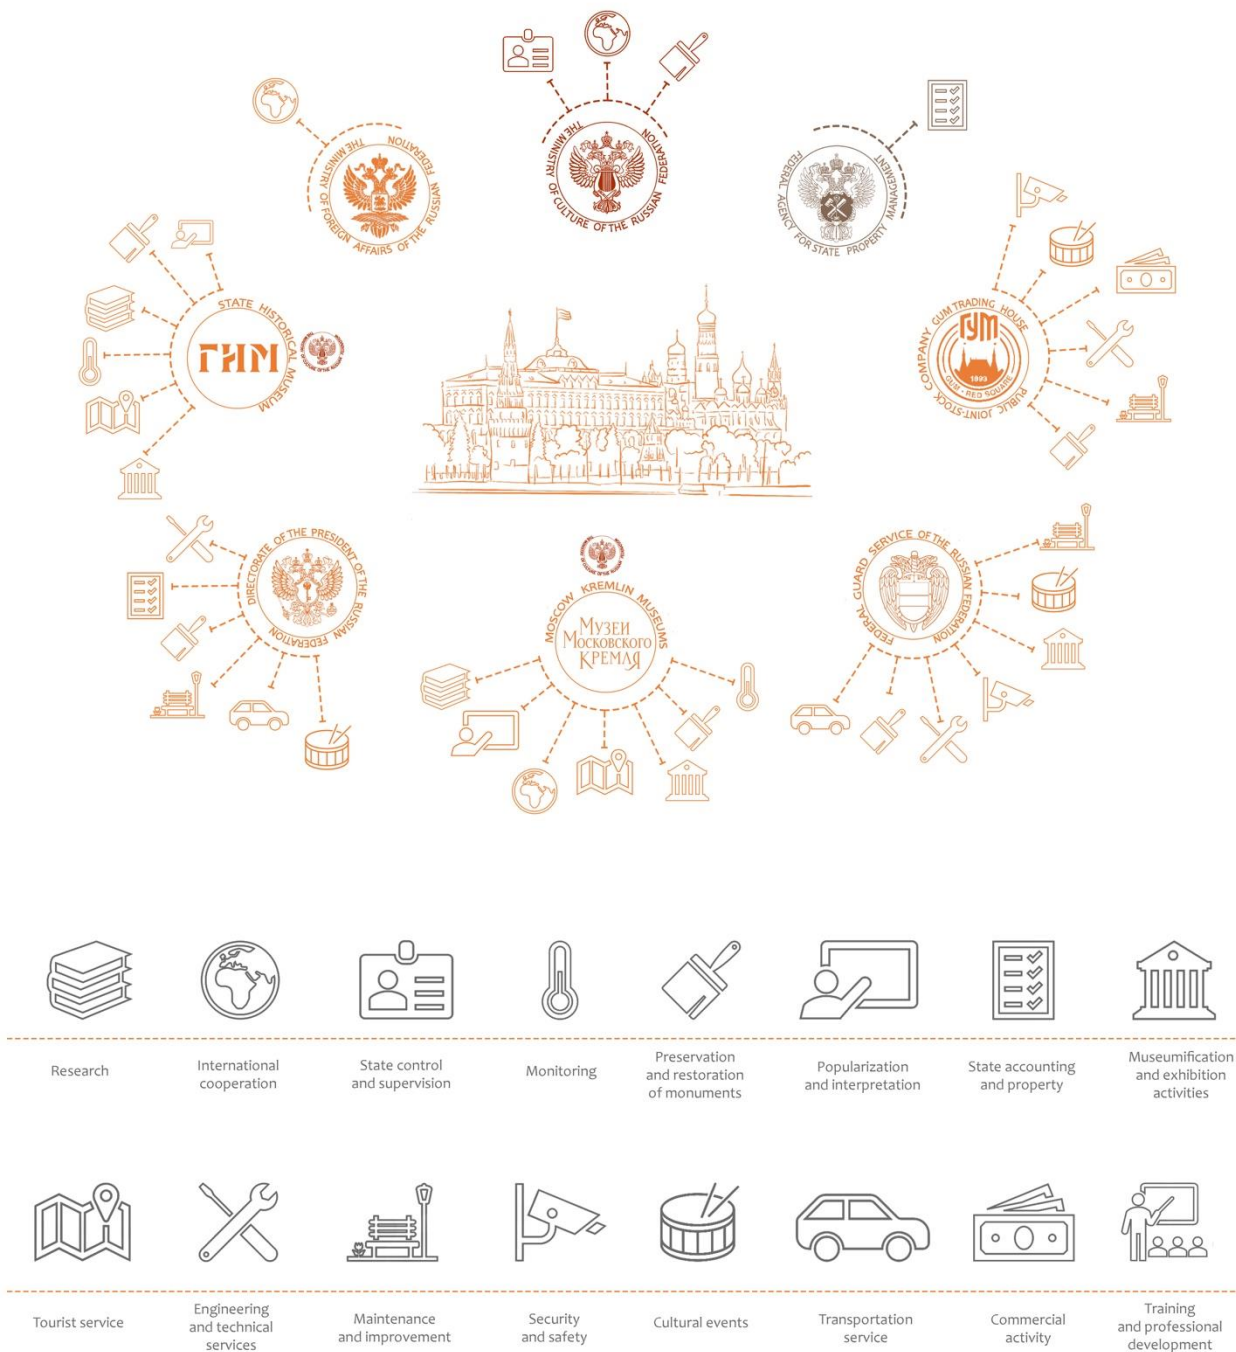 THE MINISTRY OF CULTURE OF THE RUSSIAN FEDERATION
THE MINISTRY OF FOREIGN AFFAIRS OF THE RUSSIAN FEDERATION
FEDERAL AGENCY FOR STATE PROPERTY MANAGEMENT
STATE HISTORICAL MUSEUM
ГИМ
PUBLIC JOINT-STOCK COMPANY GUM TRADING HOUSE
ГУМ
1893
GUM • RED SQUARE
DIRECTORATE OF THE PRESIDENT OF THE RUSSIAN FEDERATION
MOSCOW KREMLIN MUSEUMS
Музеи
Московского
Кремля
FEDERAL GUARD SERVICE OF THE RUSSIAN FEDERATION
Research
International
cooperation
State control
and supervision
Monitoring
Preservation
and restoration
of monuments
Popularization
and interpretation
State accounting
and property
Museumification
and exhibition
activities
Tourist service
Engineering
and technical
services
Maintenance
and improvement
Security
and safety
Cultural events
Transportation
service
Commercial
activity
Training
and professional
development